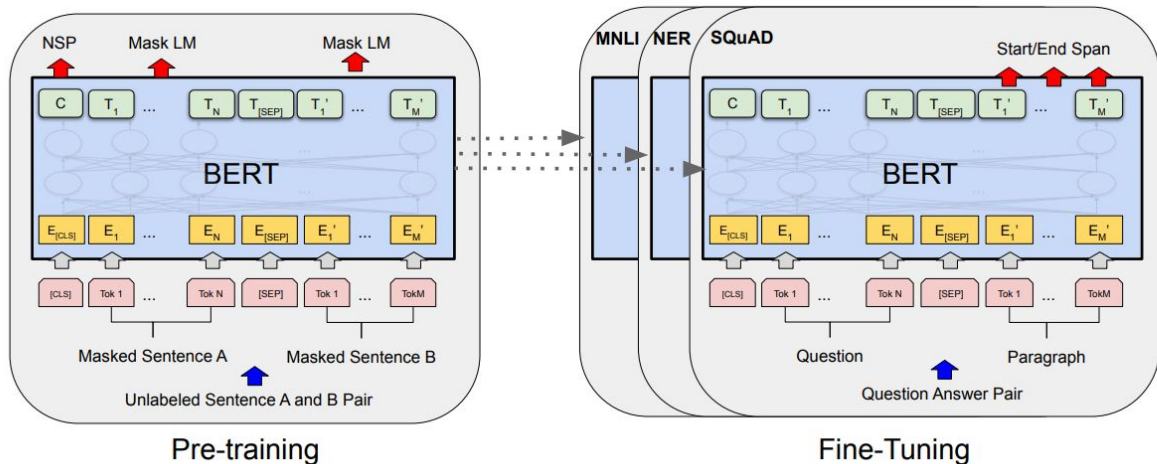 NSP Mask LM Mask LM
C T1 ... TN T[SEP] T1' ... TM'
...
BERT
...
E[CLS] E1 ... EN E[SEP] E1' ... EM'
[CLS] Tok 1 ... Tok N [SEP] Tok 1 ... TokM
Masked Sentence A Masked Sentence B
Unlabeled Sentence A and B Pair
Pre-training
MNLI NER SQuAD
Start/End Span
C T1 ... TN T[SEP] T1' ... TM'
...
BERT
...
E[CLS] E1 ... EN E[SEP] E1' ... EM'
[CLS] Tok 1 ... Tok N [SEP] Tok 1 ... TokM
Question Paragraph
Question Answer Pair
Fine-Tuning